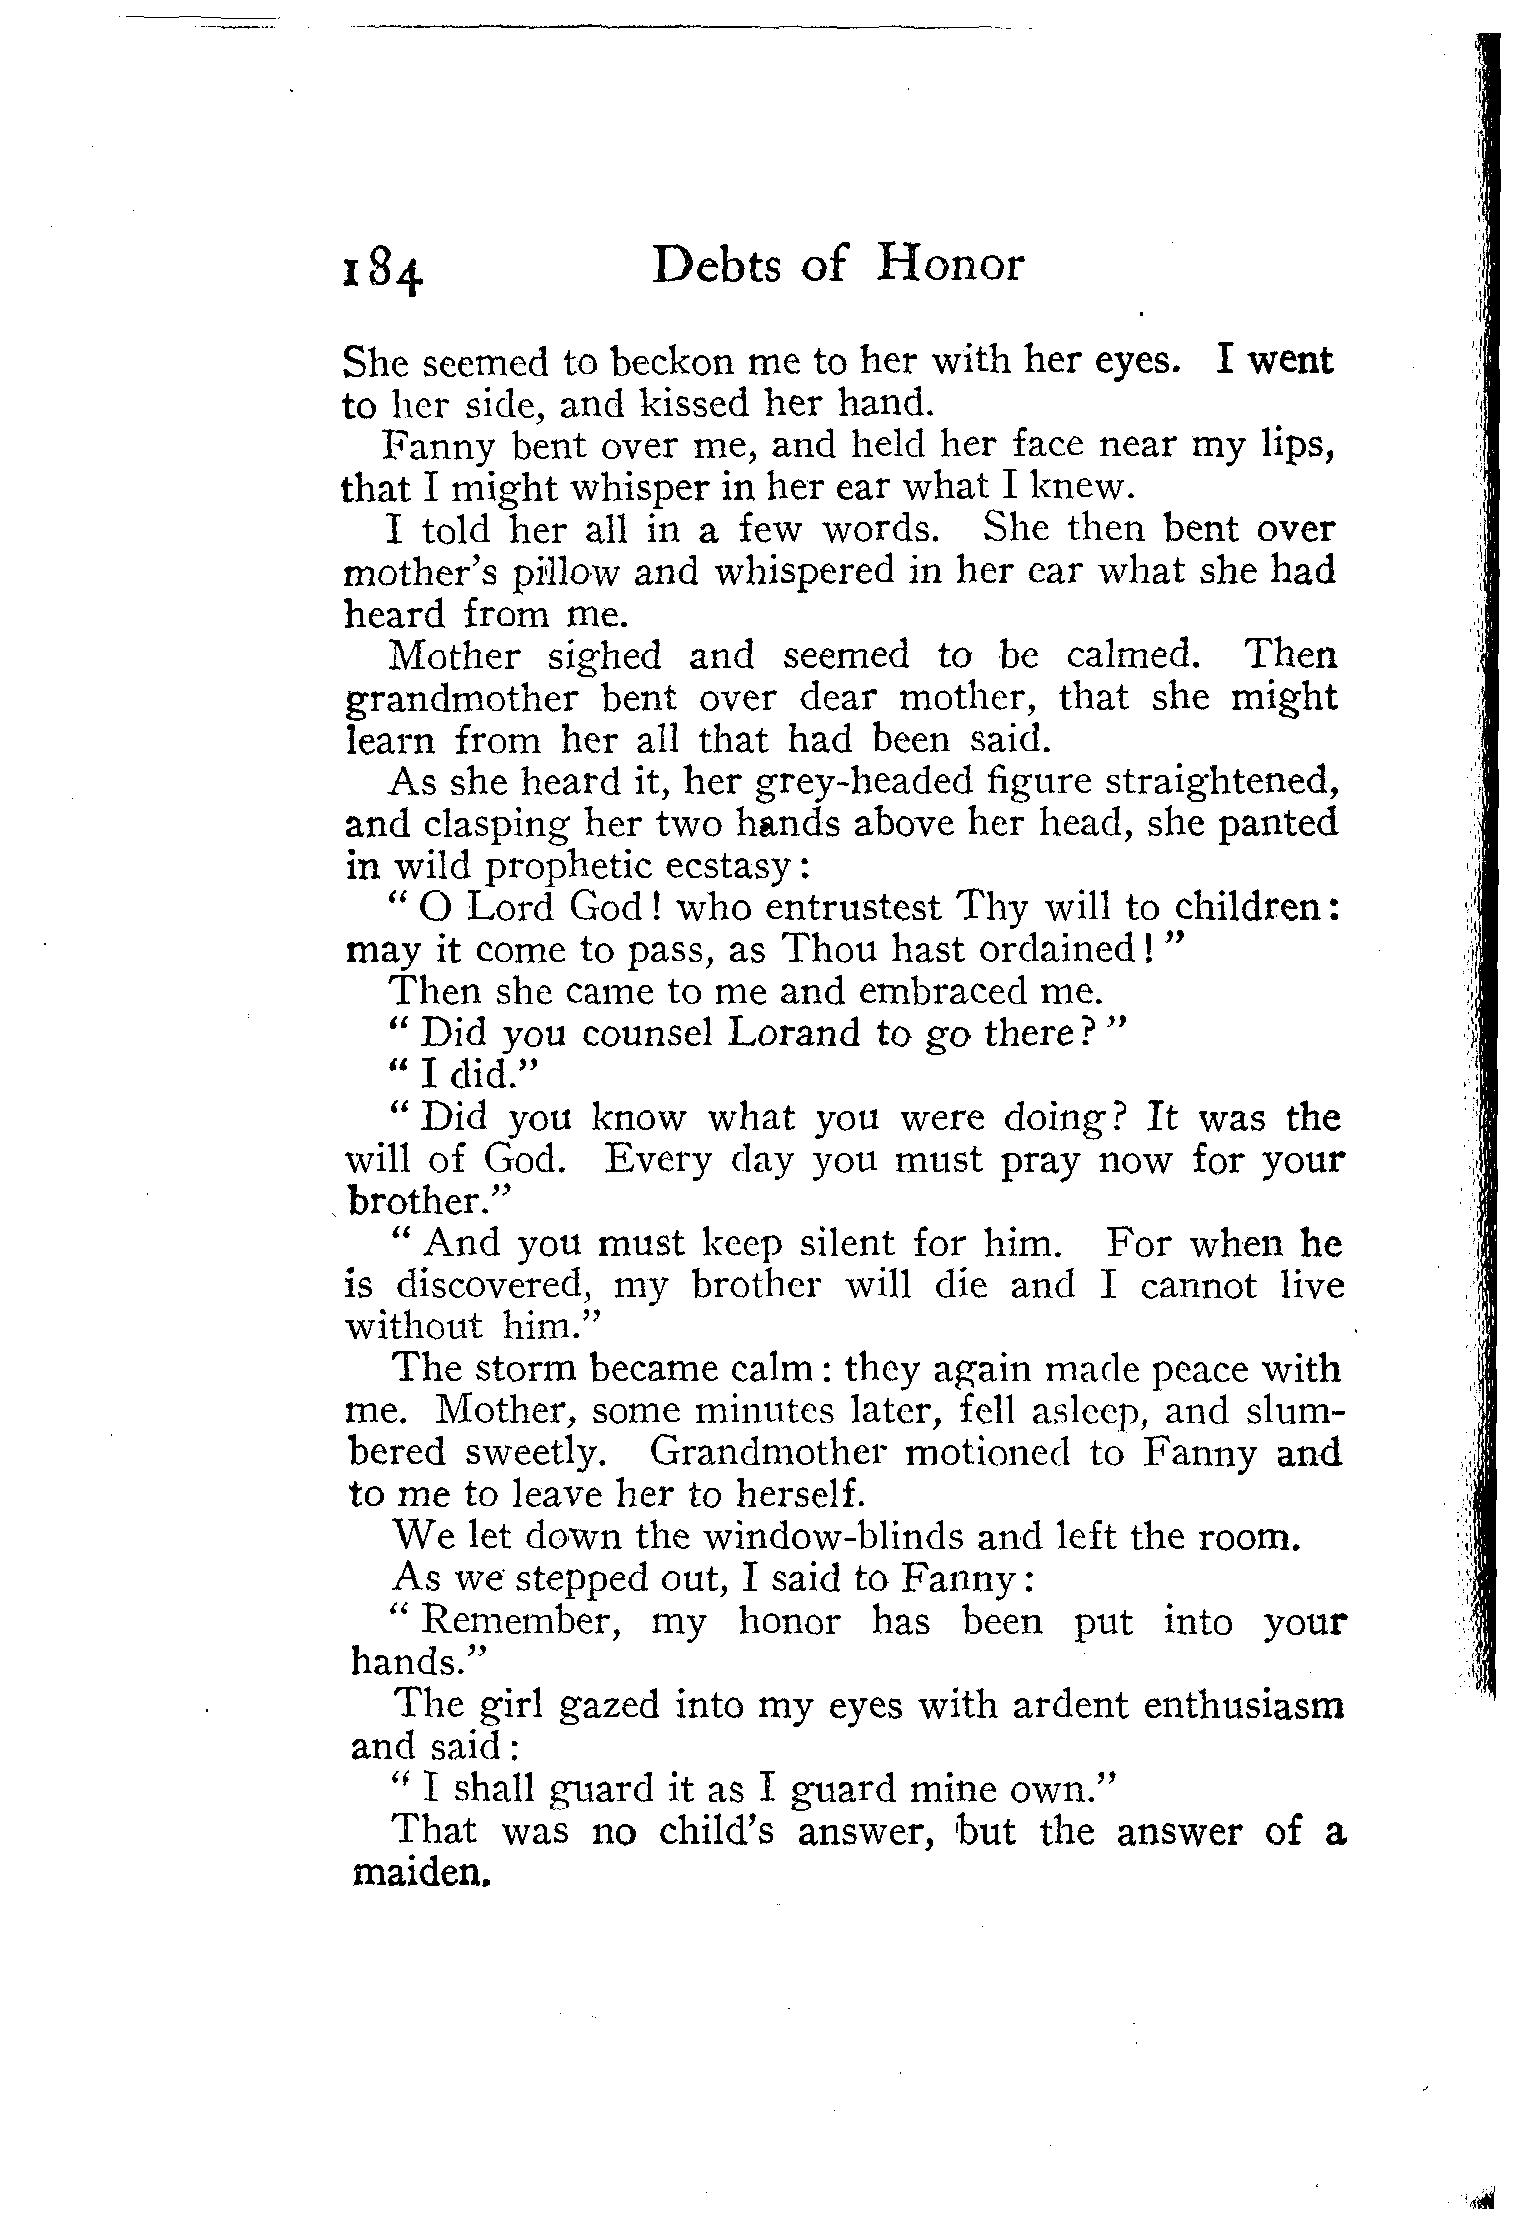 184 Debts of Honor
She seemed to beckon me to her with her eyes. I went
to her side, and kissed her hand.
Fanny bent over me, and held her face near my lips,
that I might whisper in her ear what I knew.
I told her all in a few words. She then bent over
mother's pillow and whispered in her ear what she had
heard from me.
Mother sighed and seemed to be calmed. Then
grandmother bent over dear mother, that she might
learn from her all that had been said.
As she heard it, her grey-headed figure straightened,
and clasping her two hands above her head, she panted
in wild prophetic ecstasy:
"O Lord God! who entrustest Thy will to children:
may it come to pass, as Thou hast ordained!"
Then she came to me and embraced me.
"Did you counsel Lorand to go there?"
"I did."
"Did you know what you were doing? It was the
will of God. Every day you must pray now for your
brother."
"And you must keep silent for him. For when he
is discovered, my brother will die and I cannot live
without him."
The storm became calm: they again made peace with
me. Mother, some minutes later, fell asleep, and slum-
bered sweetly. Grandmother motioned to Fanny and
to me to leave her to herself.
We let down the window-blinds and left the room.
As we stepped out, I said to Fanny:
"Remember, my honor has been put into your
hands."
The girl gazed into my eyes with ardent enthusiasm
and said:
"I shall guard it as I guard mine own."
That was no child's answer, but the answer of a
maiden.